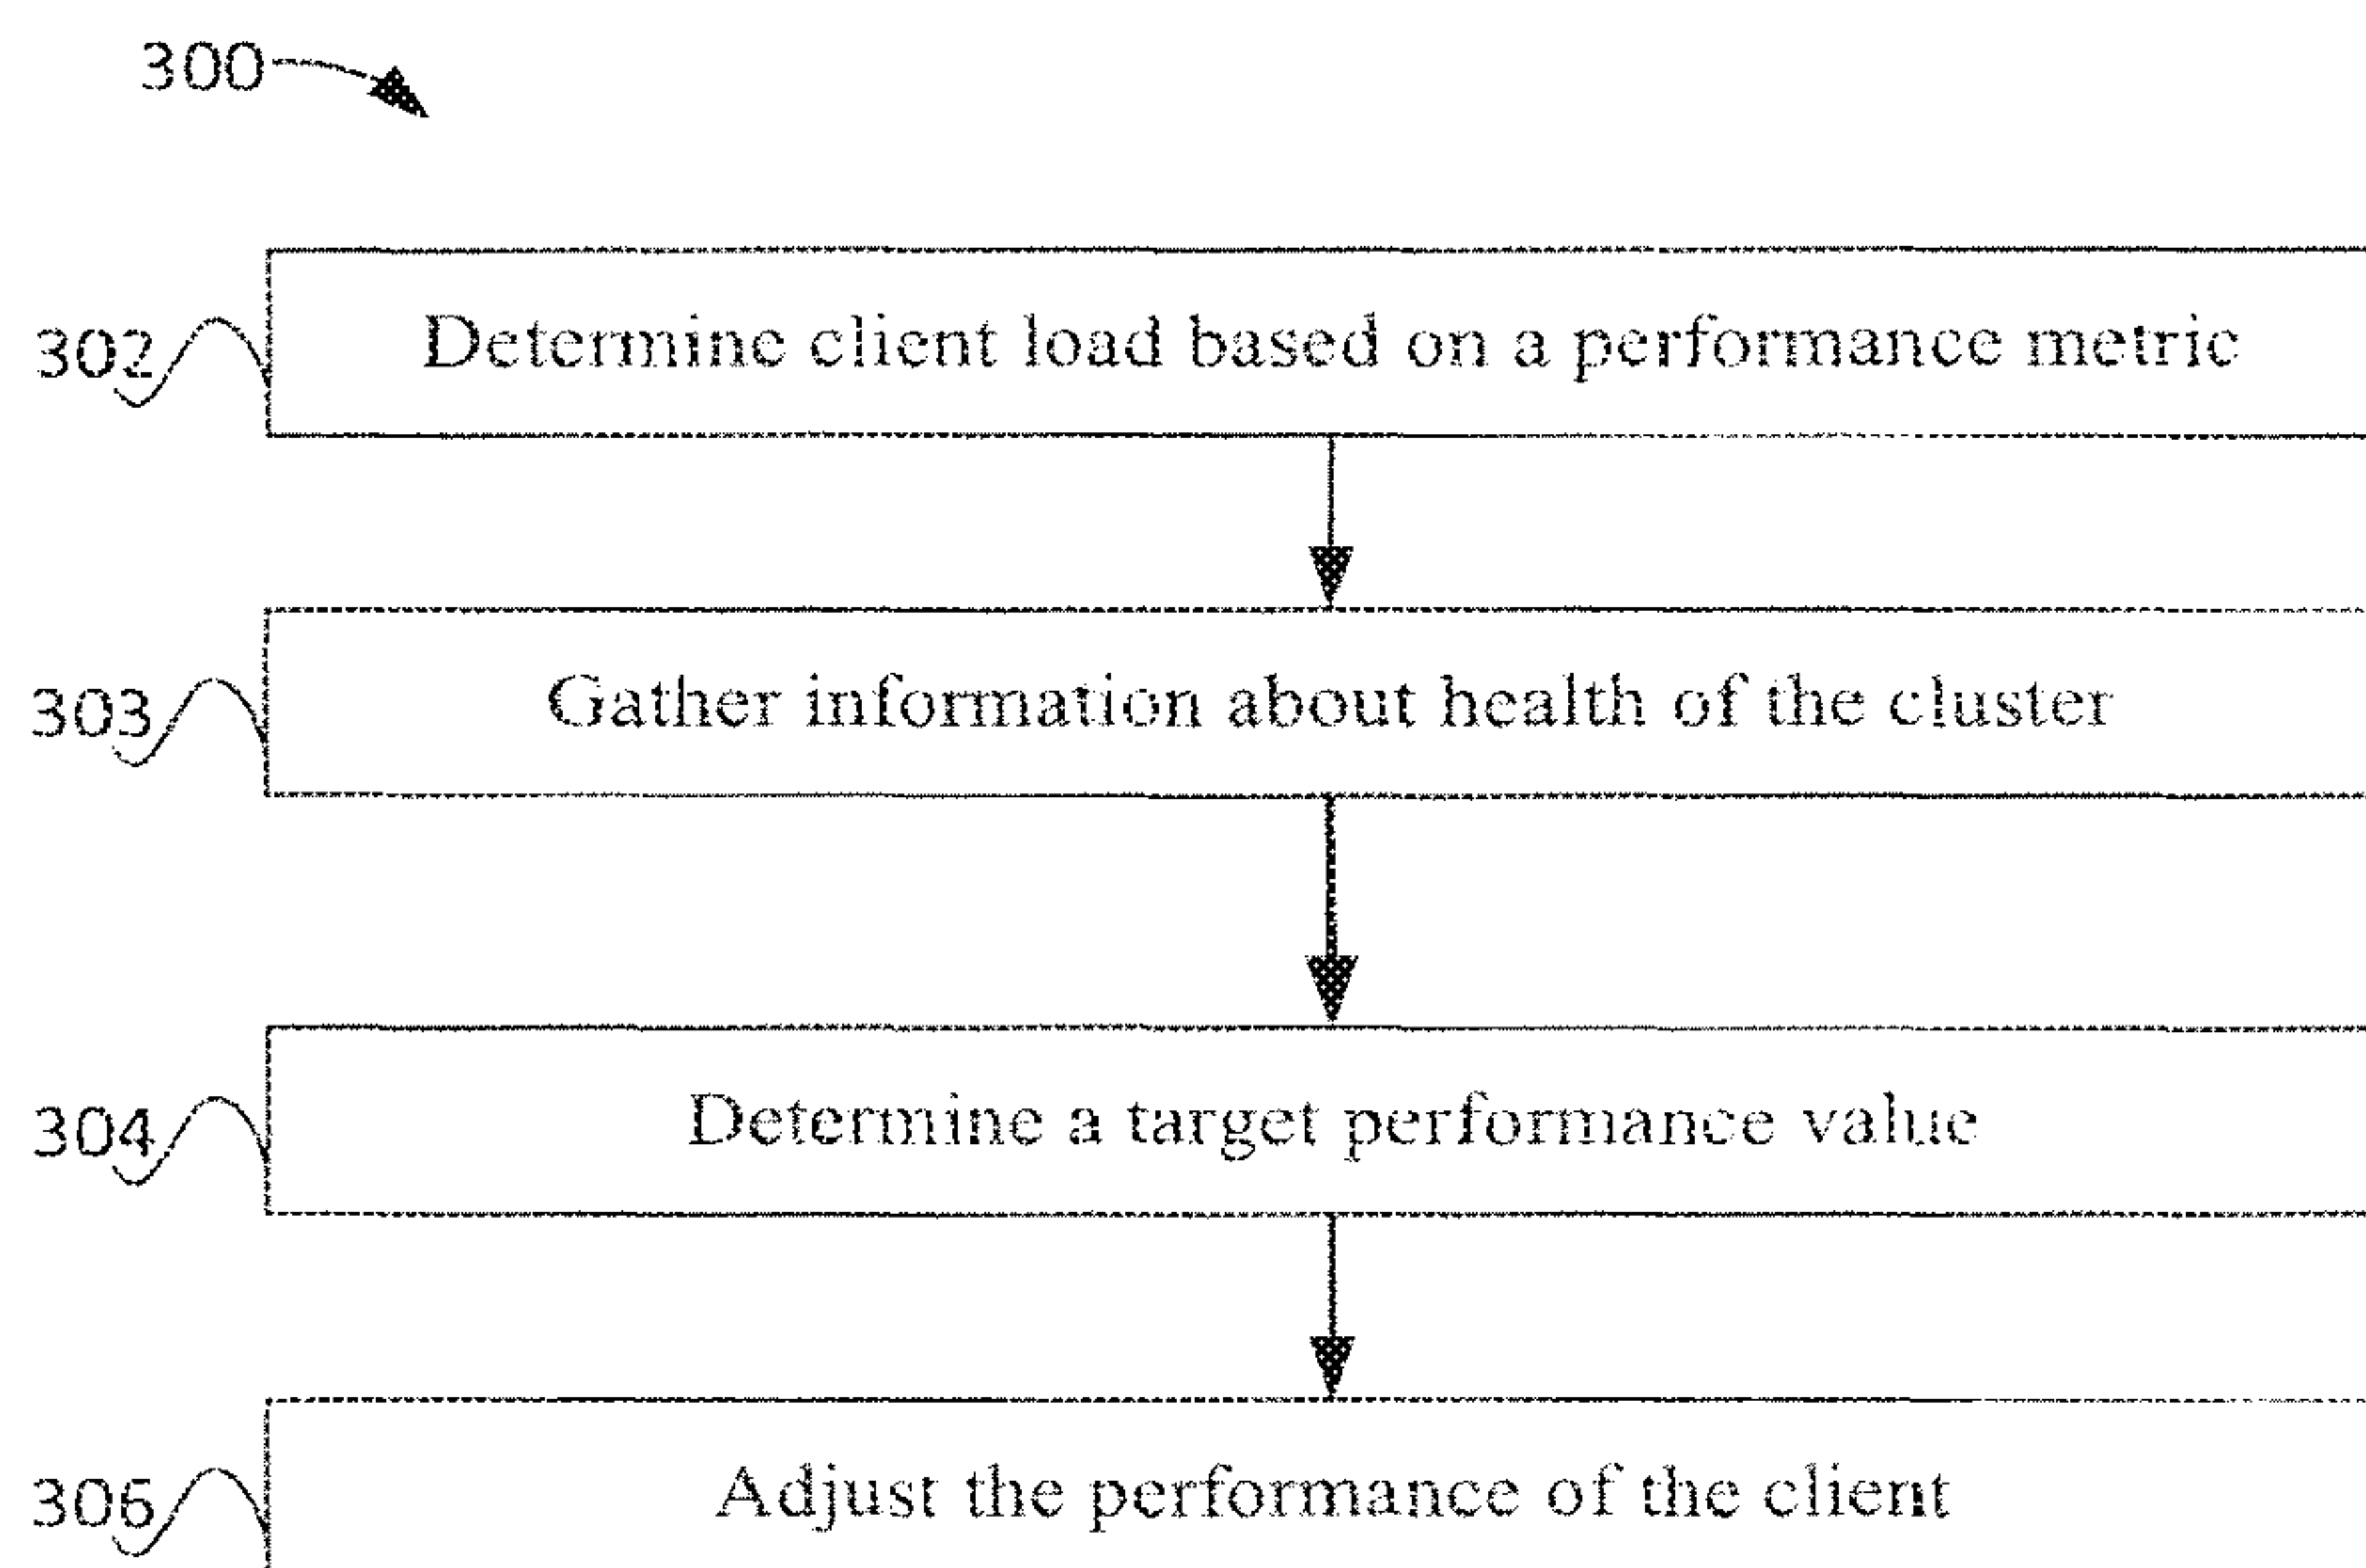 300
302 Determine client load based on a performance metric
303 Gather information about health of the cluster
304 Determine a target performance value
306 Adjust the performance of the client